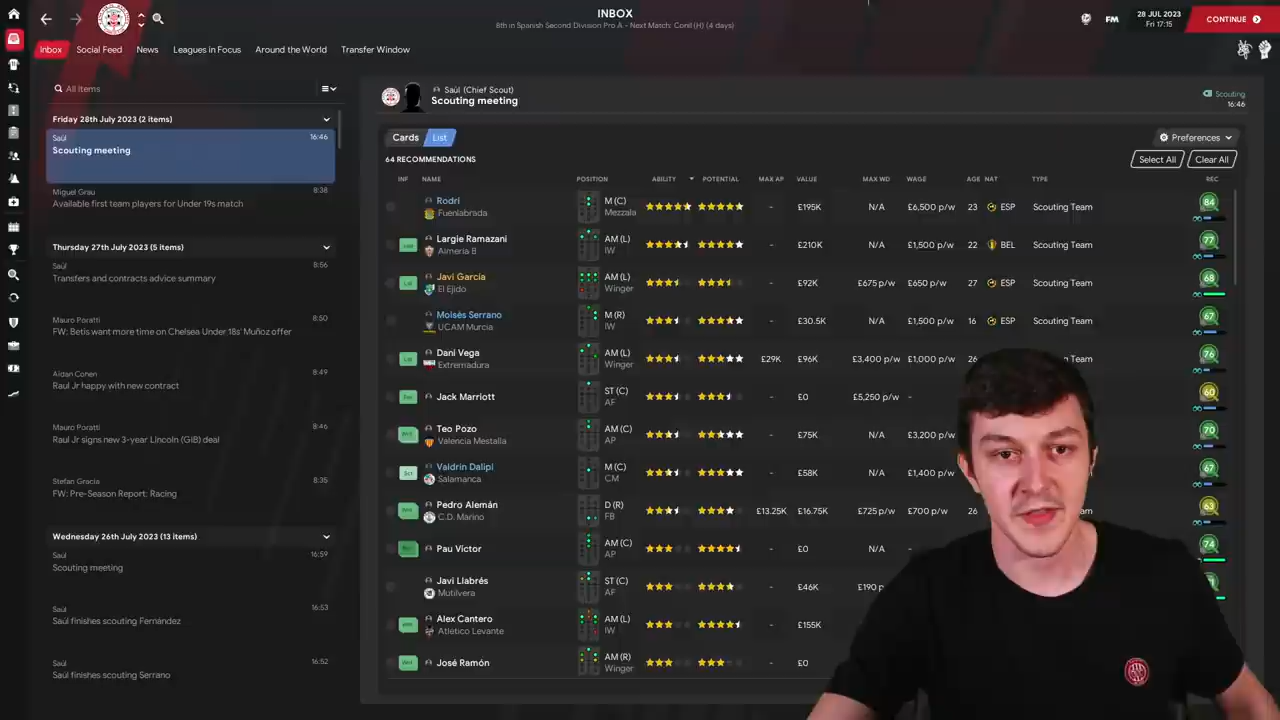 INBOX
8th in Spanish Second Division Pro A - Next Match: Conil (H) (4 days)
FM
28 JUL 2023
Fri 17:15
CONTINUE
Inbox Social Feed News Leagues in Focus Around the World Transfer Window
All Items
Friday 28th July 2023 (2 items)
Saúl 16:46
Scouting meeting
Miguel Grau 8:38
Available first team players for Under 19s match
Thursday 27th July 2023 (5 items)
Saúl 8:56
Transfers and contracts advice summary
Mauro Poratti 8:50
FW: Betis want more time on Chelsea Under 18s' Muñoz offer
Aidan Cohen 8:49
Raul Jr happy with new contract
Mauro Poratti 8:46
Raul Jr signs new 3-year Lincoln (GIB) deal
Stefan Gracia 8:35
FW: Pre-Season Report: Racing
Wednesday 26th July 2023 (13 items)
Saúl 16:59
Scouting meeting
Saúl 16:53
Saúl finishes scouting Fernández
Saúl 16:52
Saúl finishes scouting Serrano
Saúl (Chief Scout)
Scouting meeting
Scouting
16:46
Cards List
Preferences
64 RECOMMENDATIONS
Select All Clear All
INF NAME POSITION ABILITY POTENTIAL MAX AP VALUE MAX WD WAGE AGE NAT TYPE REC
Rodri M (C) - £195K N/A £6,500 p/w 23 ESP Scouting Team 84
Fuenlabrada Mezzala
Largie Ramazani AM (L) - £210K N/A £1,500 p/w 22 BEL Scouting Team 77
Almería B IW
Javi García AM (L) - £92K £675 p/w £650 p/w 27 ESP Scouting Team 68
El Ejido Winger
Moisés Serrano M (R) - £30.5K N/A £1,500 p/w 16 ESP Scouting Team 67
UCAM Murcia IW
Dani Vega AM (L) £29K £96K £3,400 p/w £1,000 p/w 26 Team 76
Extremadura Winger
Jack Marriott ST (C) - £0 £5,250 p/w - 60
AF
Teo Pozo AM (C) - £75K N/A £3,200 p/w 70
Valencia Mestalla AP
Valdrin Dalipi M (C) - £58K N/A £1,400 p/w 67
Salamanca CM
Pedro Alemán D (R) £13.25K £16.75K £725 p/w £700 p/w 26 63
C.D. Marino FB
Pau Víctor AM (C) - £0 N/A - 74
AP
Javi Llabrés ST (C) - £46K £190 p/w
Mutilvera AF
Alex Cantero AM (L) - £155K
Atlético Levante IW
José Ramón AM (R) - £0
Winger